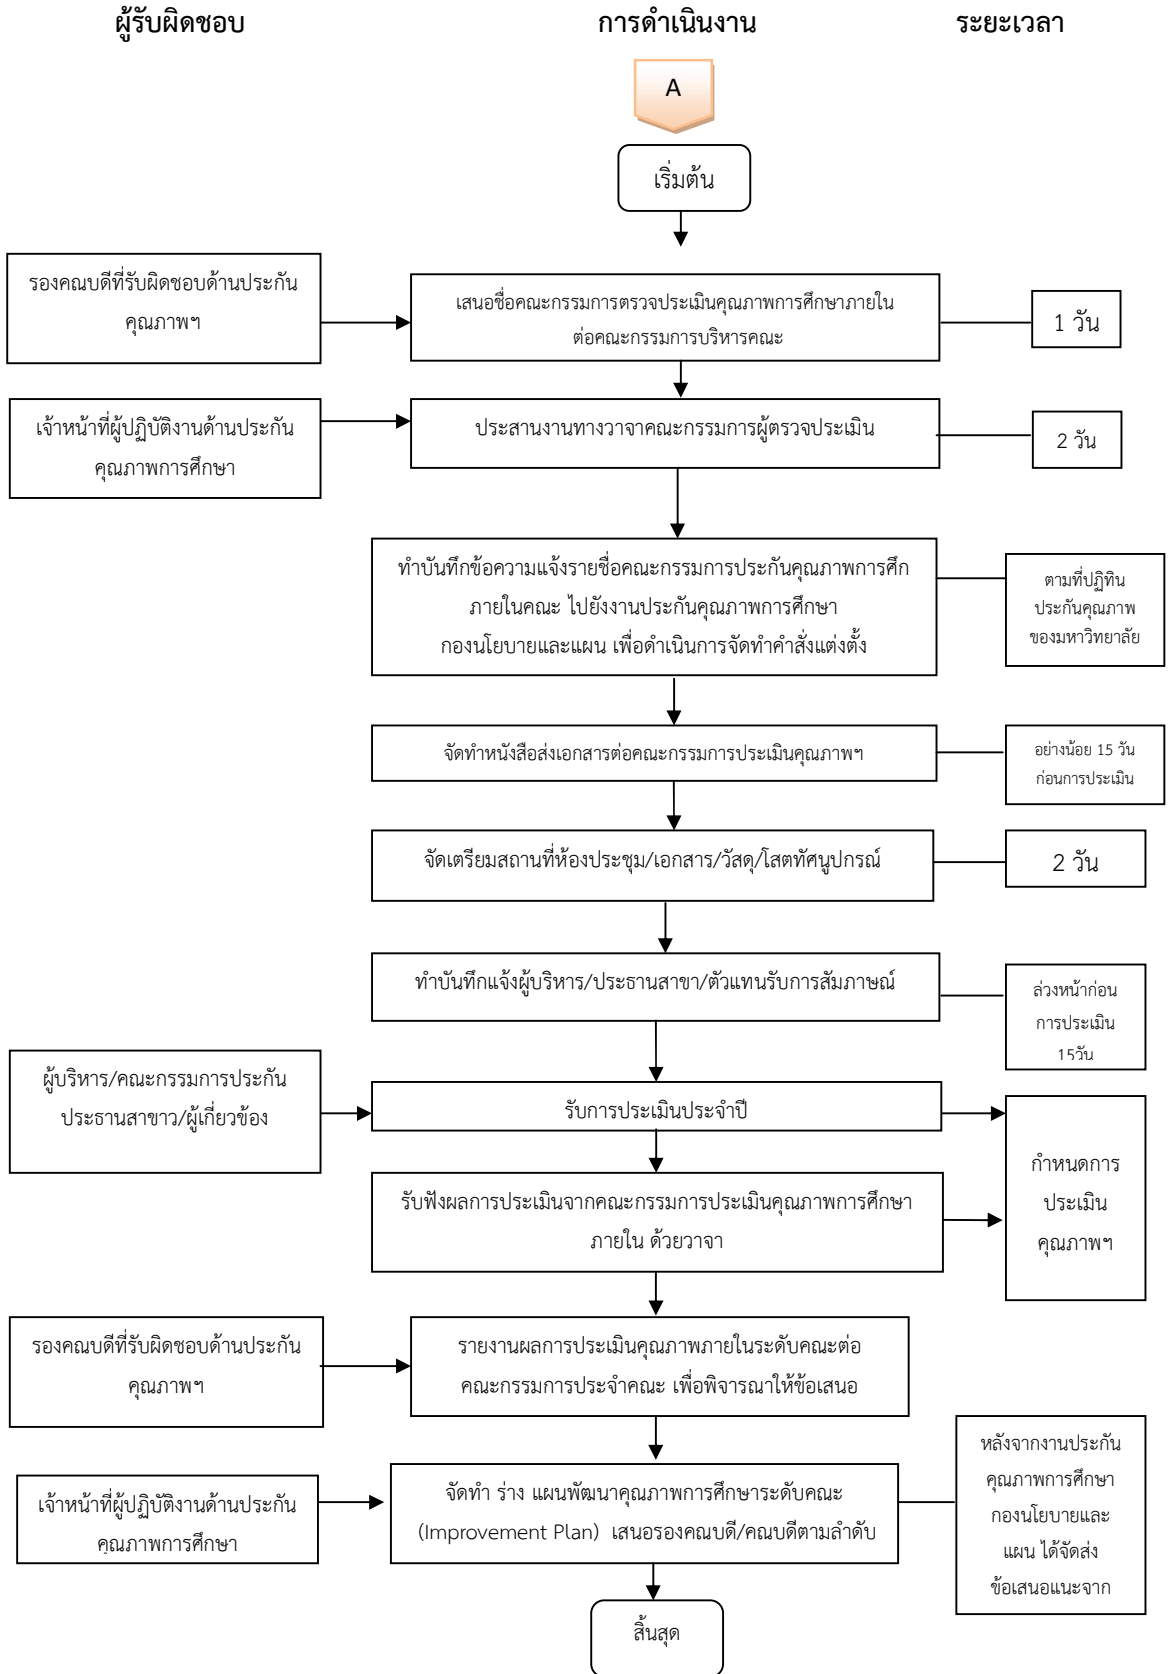 ผู้รับผิดชอบ การดำเนินงาน ระยะเวลา
A
เริ่มต้น
รองคณบดีที่รับผิดชอบด้านประกัน
คุณภาพฯ
เสนอชื่อคณะกรรมการตรวจประเมินคุณภาพการศึกษาภายใน
ต่อคณะกรรมการบริหารคณะ
1 วัน
เจ้าหน้าที่ผู้ปฏิบัติงานด้านประกัน
คุณภาพการศึกษา
ประสานงานทางวาจาคณะกรรมการผู้ตรวจประเมิน
2 วัน
ทำบันทึกข้อความแจ้งรายชื่อคณะกรรมการประกันคุณภาพการศึก
ภายในคณะ ไปยังงานประกันคุณภาพการศึกษา
กองนโยบายและแผน เพื่อดำเนินการจัดทำคำสั่งแต่งตั้ง
ตามที่ปฏิทิน
ประกันคุณภาพ
ของมหาวิทยาลัย
จัดทำหนังสือส่งเอกสารต่อคณะกรรมการประเมินคุณภาพฯ
อย่างน้อย 15 วัน
ก่อนการประเมิน
จัดเตรียมสถานที่ห้องประชุม/เอกสาร/วัสดุ/โสตทัศนูปกรณ์
2 วัน
ทำบันทึกแจ้งผู้บริหาร/ประธานสาขา/ตัวแทนรับการสัมภาษณ์
ล่วงหน้าก่อน
การประเมิน
15วัน
ผู้บริหาร/คณะกรรมการประกัน
ประธานสาขาว/ผู้เกี่ยวข้อง
รับการประเมินประจำปี
กำหนดการ
ประเมิน
คุณภาพฯ
รับฟังผลการประเมินจากคณะกรรมการประเมินคุณภาพการศึกษา
ภายใน ด้วยวาจา
รองคณบดีที่รับผิดชอบด้านประกัน
คุณภาพฯ
รายงานผลการประเมินคุณภาพภายในระดับคณะต่อ
คณะกรรมการประจำคณะ เพื่อพิจารณาให้ข้อเสนอ
เจ้าหน้าที่ผู้ปฏิบัติงานด้านประกัน
คุณภาพการศึกษา
จัดทำ ร่าง แผนพัฒนาคุณภาพการศึกษาระดับคณะ
(Improvement Plan) เสนอรองคณบดี/คณบดีตามลำดับ
หลังจากงานประกัน
คุณภาพการศึกษา
กองนโยบายและ
แผน ได้จัดส่ง
ข้อเสนอแนะจาก
สิ้นสุด